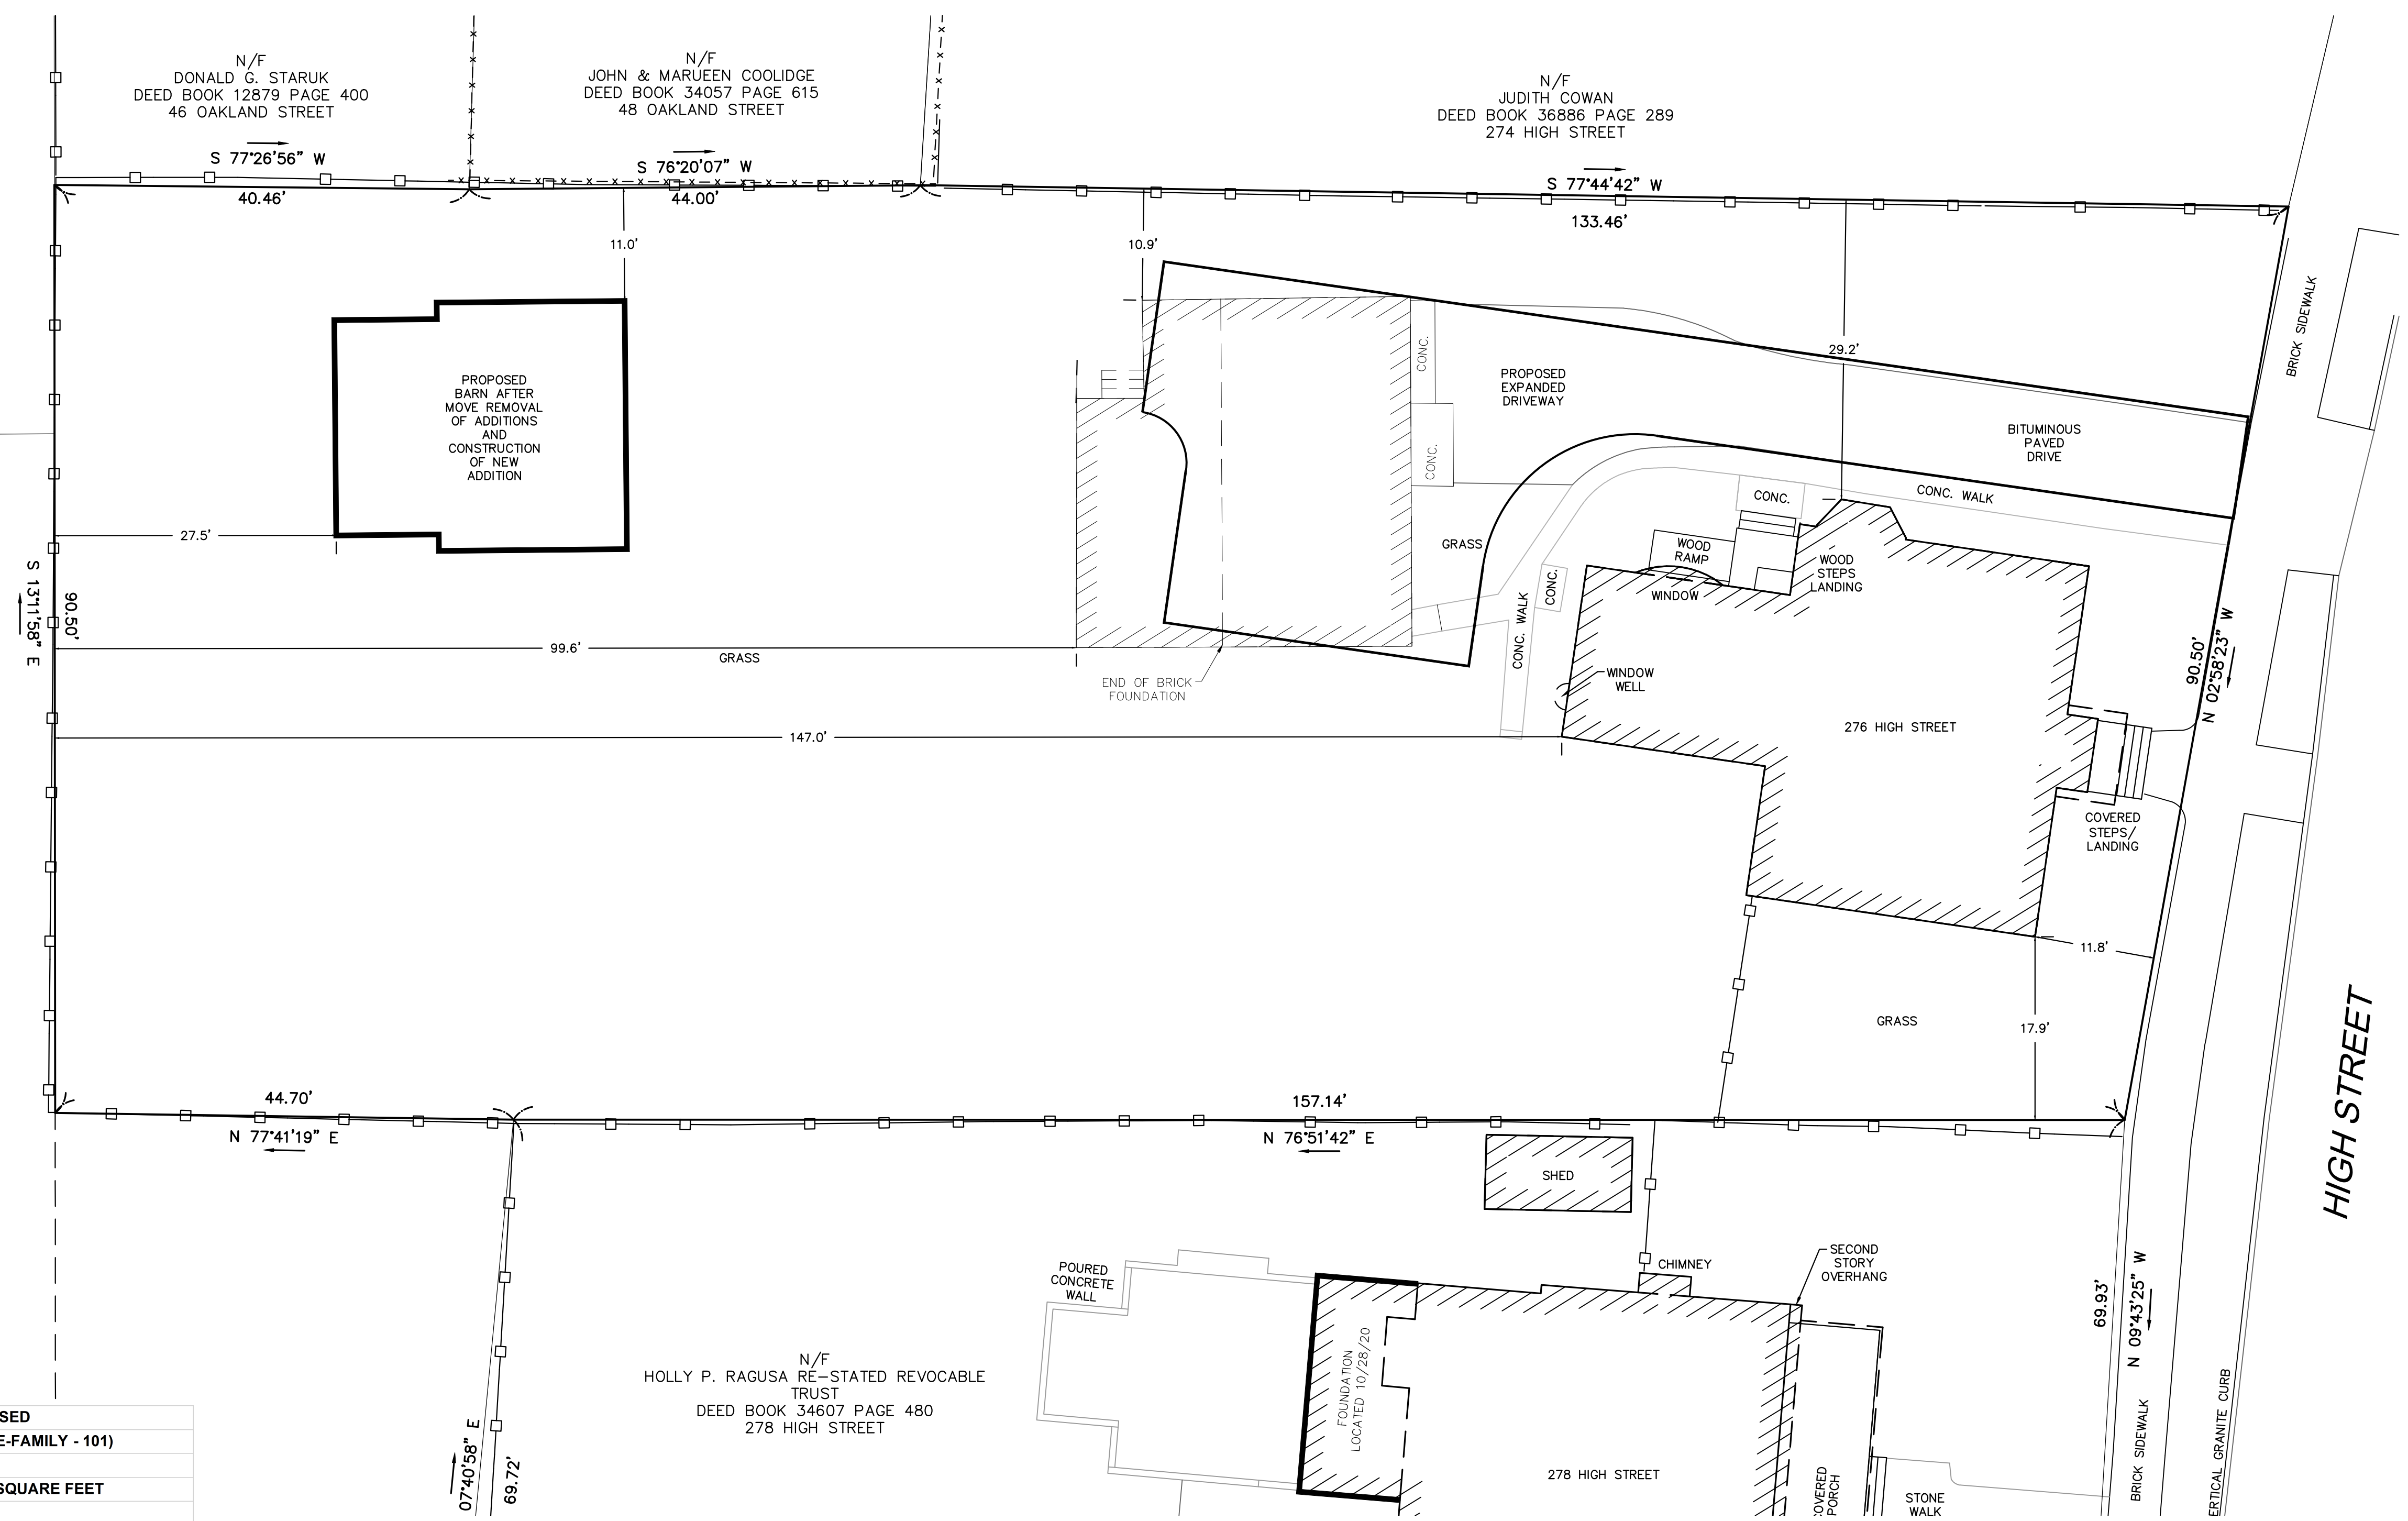 N/F
DONALD G. STARUK
DEED BOOK 12879 PAGE 400
46 OAKLAND STREET
N/F
JOHN & MARUEEN COOLIDGE
DEED BOOK 34057 PAGE 615
48 OAKLAND STREET
N/F
JUDITH COWAN
DEED BOOK 36886 PAGE 289
274 HIGH STREET
S 77°26'56" W
40.46'
S 76°20'07" W
44.00'
S 77°44'42" W
133.46'
11.0'
10.9'
29.2'
BRICK SIDEWALK
PROPOSED
BARN AFTER
MOVE REMOVAL
OF ADDITIONS
AND
CONSTRUCTION
OF NEW
ADDITION
CONC.
CONC.
PROPOSED
EXPANDED
DRIVEWAY
BITUMINOUS
PAVED
DRIVE
CONC. WALK
CONC.
27.5'
GRASS
WOOD
RAMP
WOOD
STEPS
LANDING
WINDOW
CONC.
CONC. WALK
S 13°11'58" E
90.50'
99.6'
GRASS
END OF BRICK
FOUNDATION
WINDOW
WELL
90.50'
N 02°58'23" W
147.0'
276 HIGH STREET
COVERED
STEPS/
LANDING
11.8'
GRASS
17.9'
HIGH STREET
44.70'
N 77°41'19" E
157.14'
N 76°51'42" E
SHED
POURED
CONCRETE
WALL
CHIMNEY
SECOND
STORY
OVERHANG
69.93'
N 09°43'25" W
N/F
HOLLY P. RAGUSA RE-STATED REVOCABLE
TRUST
DEED BOOK 34607 PAGE 480
278 HIGH STREET
FOUNDATION
LOCATED 10/28/20
278 HIGH STREET
COVERED
PORCH
STONE
WALK
BRICK SIDEWALK
ERTICAL GRANITE CURB
07°40'58" E
69.72'
SED
E-FAMILY - 101)
SQUARE FEET